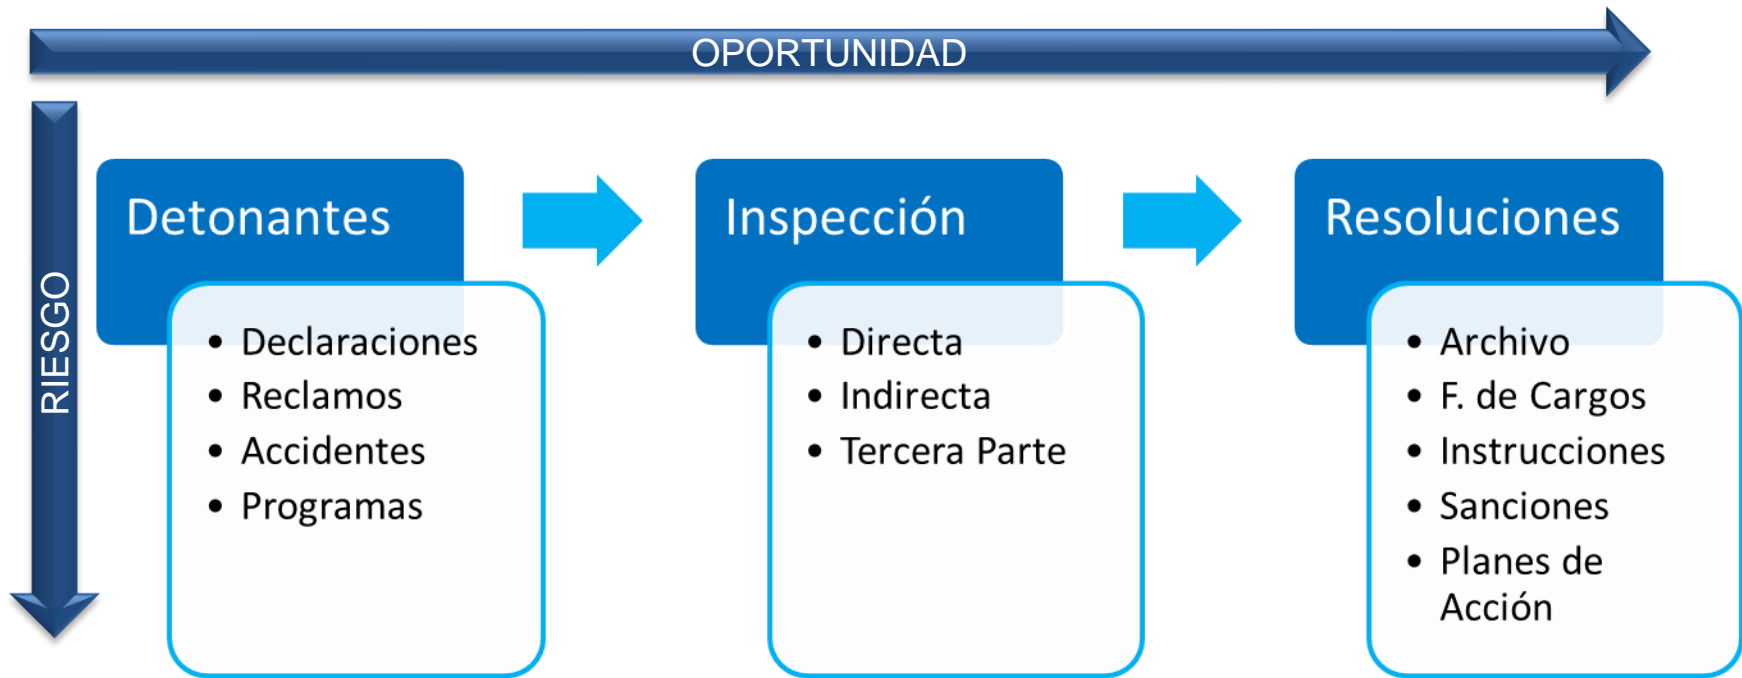 OPORTUNIDAD
RIESGO
Detonantes
• Declaraciones
• Reclamos
• Accidentes
• Programas
Inspección
• Directa
• Indirecta
• Tercera Parte
Resoluciones
• Archivo
• F. de Cargos
• Instrucciones
• Sanciones
• Planes de
Acción